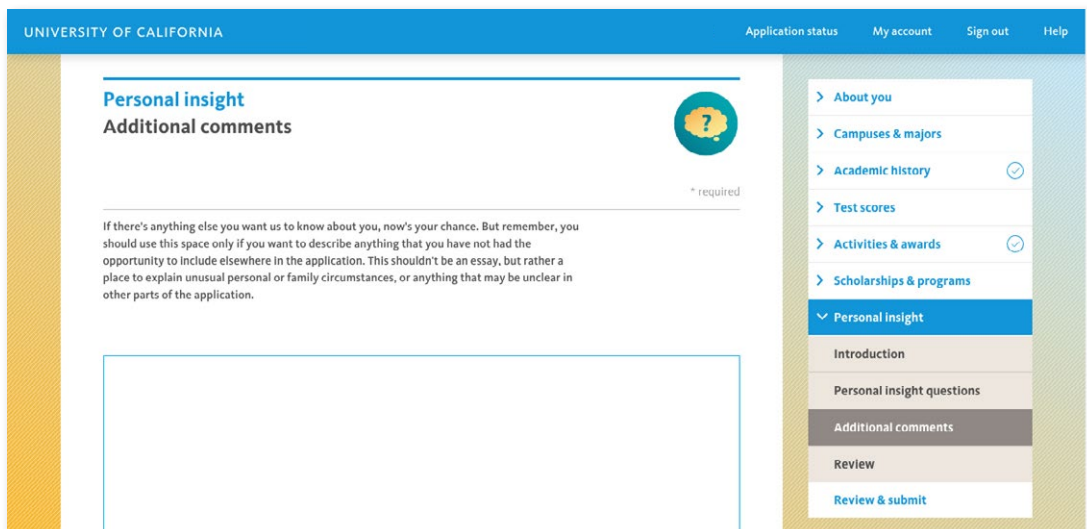 UNIVERSITY OF CALIFORNIA
Application status
My account
Sign out
Help
Personal insight
Additional comments
?
* required
If there's anything else you want us to know about you, now's your chance. But remember, you
should use this space only if you want to describe anything that you have not had the
opportunity to include elsewhere in the application. This shouldn't be an essay, but rather a
place to explain unusual personal or family circumstances, or anything that may be unclear in
other parts of the application.
About you
Campuses & majors
Academic history
Test scores
Activities & awards
Scholarships & programs
Personal insight
Introduction
Personal insight questions
Additional comments
Review
Review & submit